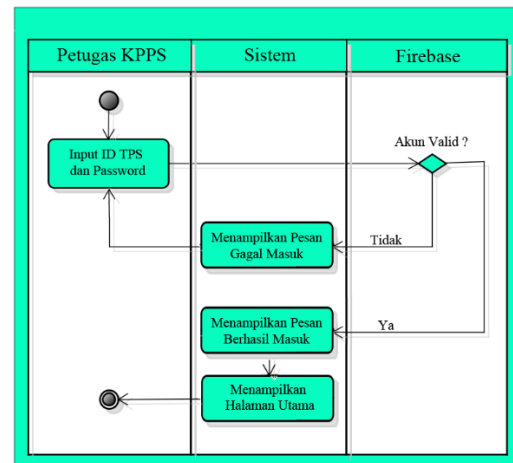 Petugas KPPS
Sistem
Firebase
Akun Valid ?
Input ID TPS
dan Password
Menampilkan Pesan
Gagal Masuk
Tidak
Menampilkan Pesan
Berhasil Masuk
Ya
Menampilkan
Halaman Utama